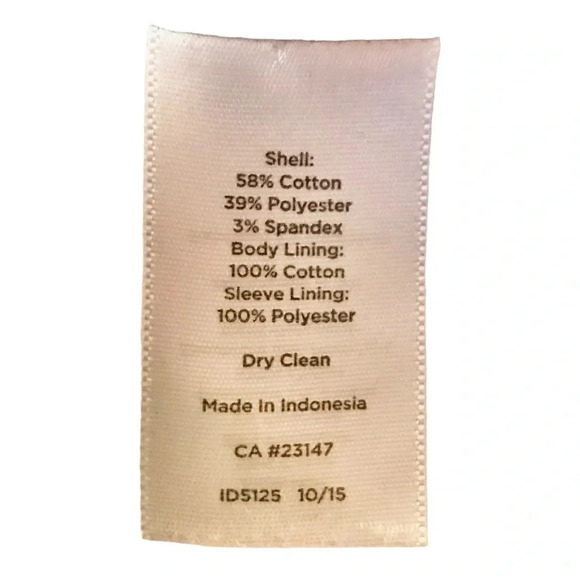 Shell:
58% Cotton
39% Polyester
3% Spandex
Body Lining:
100% Cotton
Sleeve Lining:
100% Polyester
Dry Clean
Made In Indonesia
CA #23147
ID5125 10/15